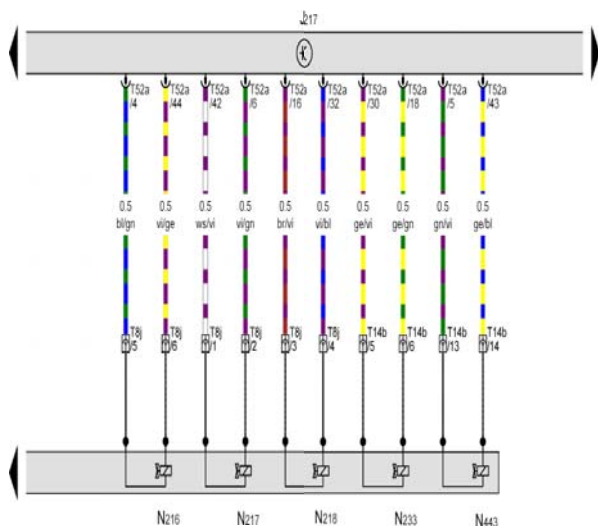 J217
T52a T52a T52a T52a T52a T52a T52a T52a T52a T52a
/4 /44 /42 /6 /16 /32 /30 /18 /5 /43
0.5 0.5 0.5 0.5 0.5 0.5 0.5 0.5 0.5 0.5
bl/gn vi/ge ws/vi vi/gn br/vi vi/bl ge/vi ge/gn gn/vi ge/bl
T8j T8j T8j T8j T8j T8j T14b T14b T14b T14b
/5 /6 /1 /2 /3 /4 /5 /6 /13 /14
N216 N217 N218 N233 N443